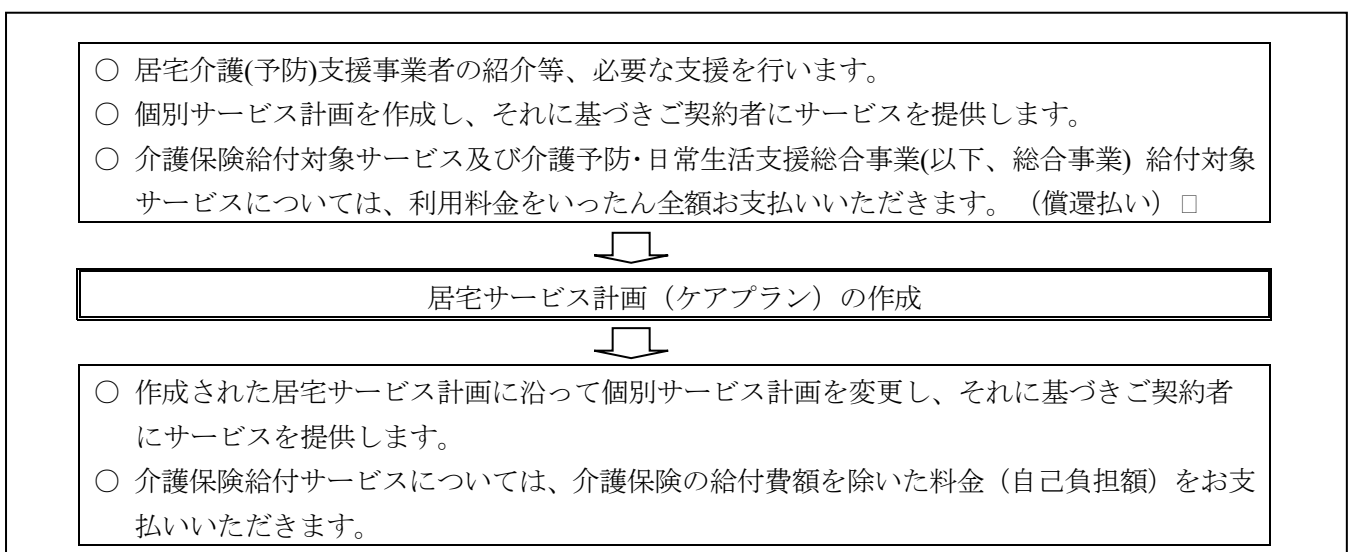 ○ 居宅介護(予防)支援事業者の紹介等、必要な支援を行います。
○ 個別サービス計画を作成し、それに基づきご契約者にサービスを提供します。
○ 介護保険給付対象サービス及び介護予防･日常生活支援総合事業(以下、総合事業) 給付対象
サービスについては、利用料金をいったん全額お支払いいただきます。（償還払い）□
居宅サービス計画（ケアプラン）の作成
○ 作成された居宅サービス計画に沿って個別サービス計画を変更し、それに基づきご契約者
にサービスを提供します。
○ 介護保険給付サービスについては、介護保険の給付費額を除いた料金（自己負担額）をお支
払いいただきます。